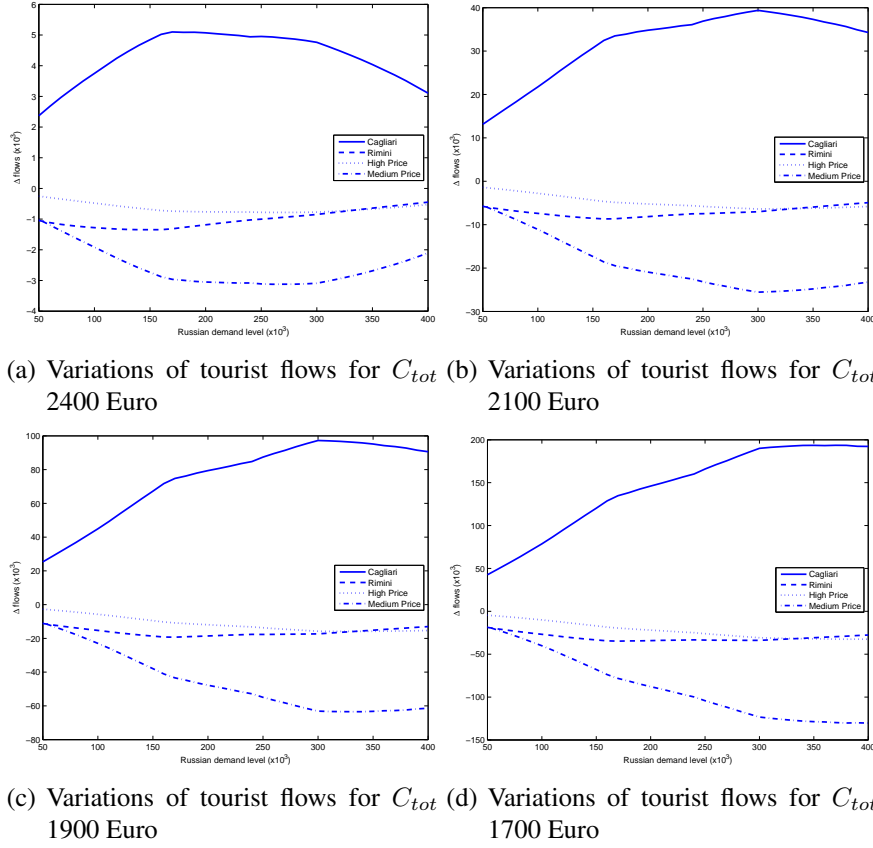 6
5
4
3
2
1
0
−1
−2
−3
−4
Δ flows (x10³)
50 100 150 200 250 300 350 400
Russian demand level (x10³)
Cagliari
Rimini
High Price
Medium Price
40
30
20
10
0
−10
−20
−30
Δ flows (x10³)
50 100 150 200 250 300 350 400
Russian demand level (x10³)
Cagliari
Rimini
High Price
Medium Price
(a) Variations of tourist flows for C_tot
2400 Euro
(b) Variations of tourist flows for C_tot
2100 Euro
100
80
60
40
20
0
−20
−40
−60
−80
Δ flows (x10³)
50 100 150 200 250 300 350 400
Russian demand level (x10³)
Cagliari
Rimini
High Price
Medium Price
200
150
100
50
0
−50
−100
−150
Δ flows (x10³)
50 100 150 200 250 300 350 400
Russian demand level (x10³)
Cagliari
Rimini
High Price
Medium Price
(c) Variations of tourist flows for C_tot
1900 Euro
(d) Variations of tourist flows for C_tot
1700 Euro